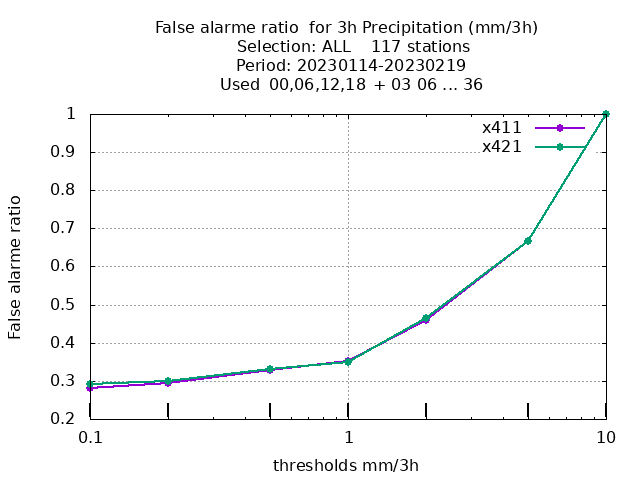 False alarme ratio  for 3h Precipitation (mm/3h)
Selection: ALL    117 stations
Period: 20230114-20230219
Used  00,06,12,18  + 03 06 ... 36
x411
x421
1
0.9
0.8
0.7
0.6
0.5
0.4
0.3
0.2
False alarme ratio
0.1 1 10
thresholds mm/3h